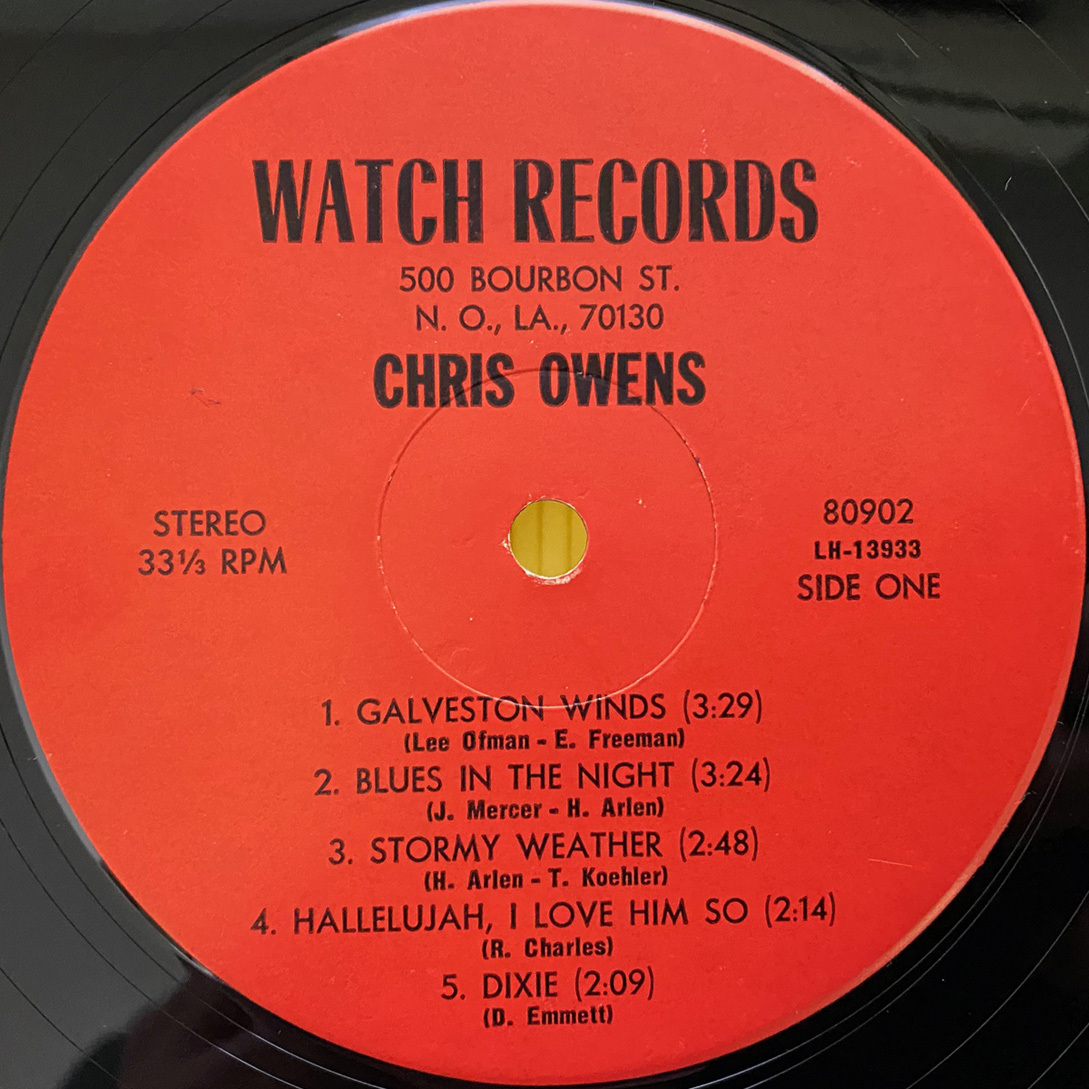 WATCH RECORDS
500 BOURBON ST.
N. O., LA., 70130
CHRIS OWENS
STEREO
33⅓ RPM
80902
LH-13933
SIDE ONE
1. GALVESTON WINDS (3:29)
(Lee Ofman - E. Freeman)
2. BLUES IN THE NIGHT (3:24)
(J. Mercer - H. Arlen)
3. STORMY WEATHER (2:48)
(H. Arlen - T. Koehler)
4. HALLELUJAH, I LOVE HIM SO (2:14)
(R. Charles)
5. DIXIE (2:09)
(D. Emmett)